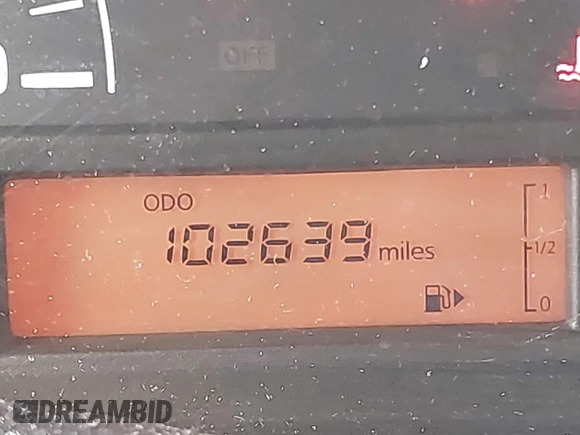 OFF
ODO
102639 miles
1
1/2
0
DREAMBID